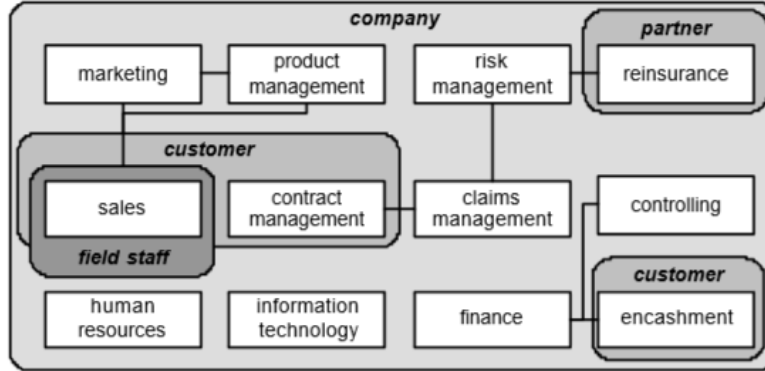 company
partner
marketing
product
management
risk
management
reinsurance
customer
sales
contract
management
claims
management
controlling
field staff
customer
human
resources
information
technology
finance
encashment